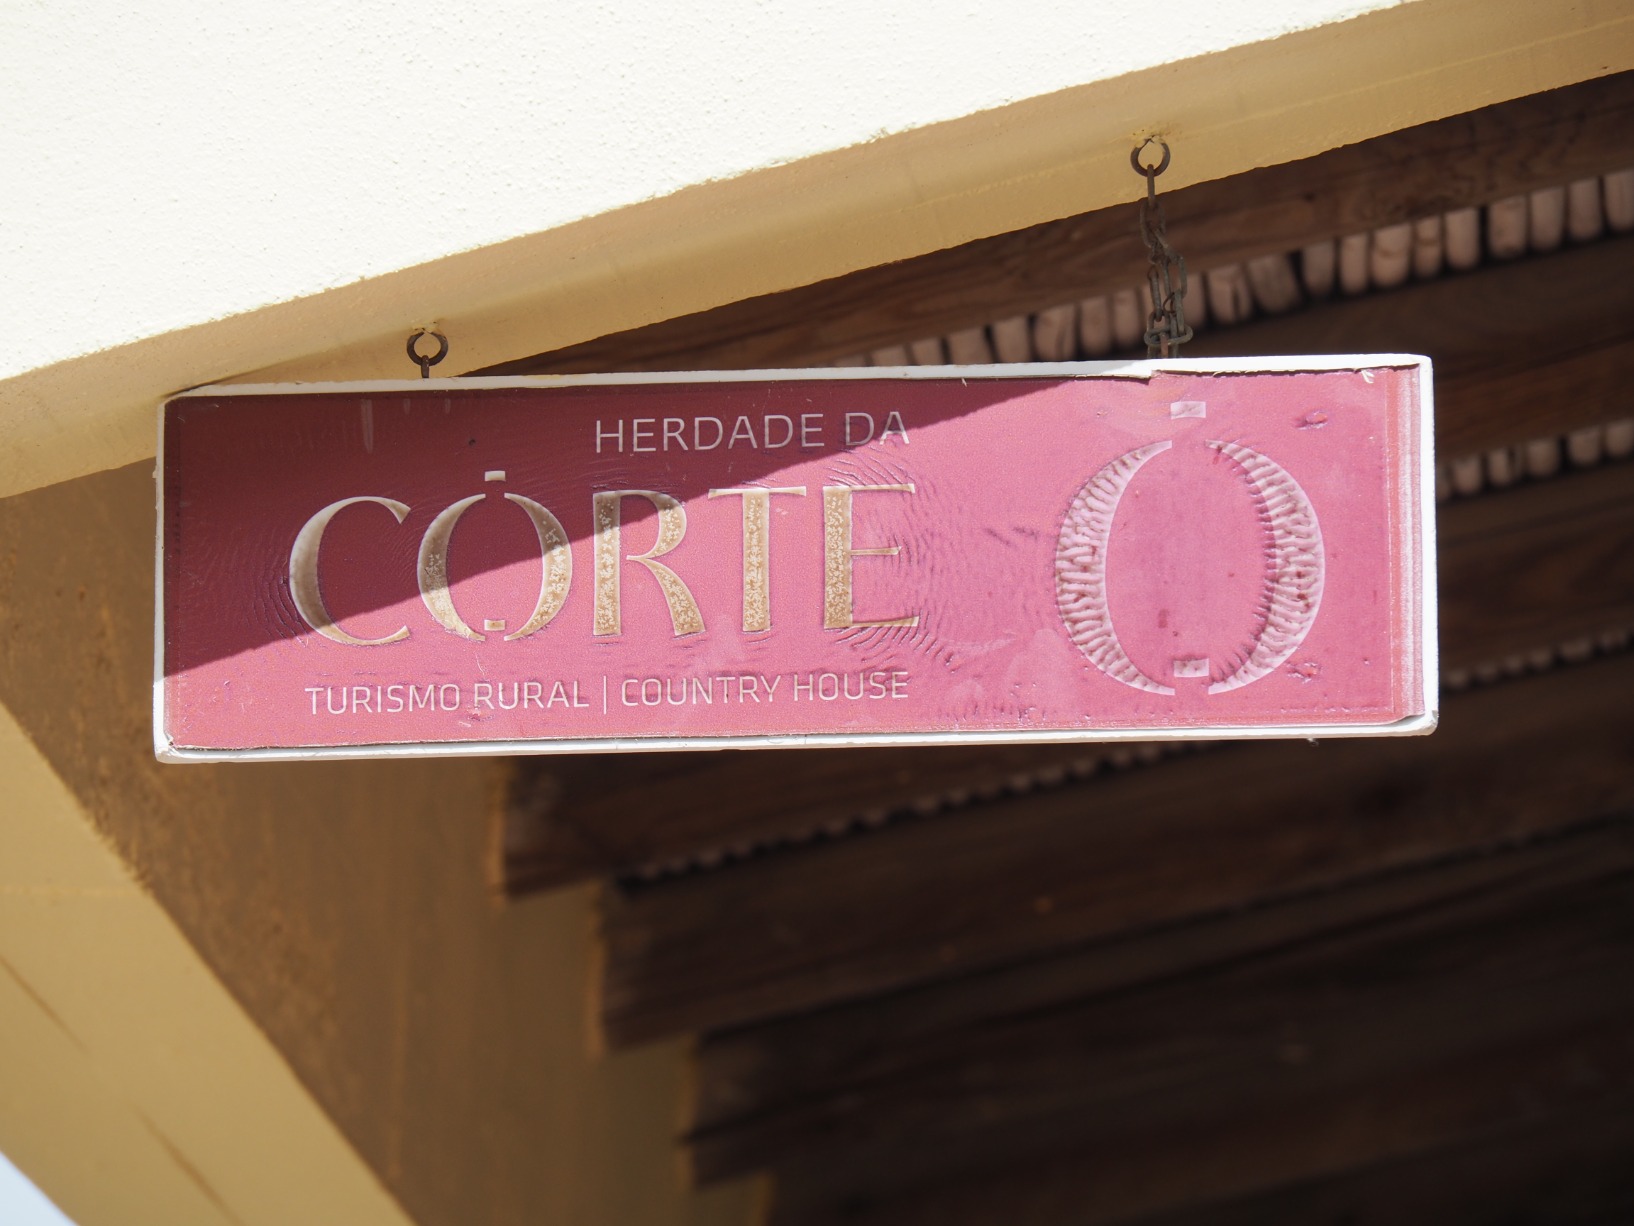 HERDADE DA
CORTE
TURISMO RURAL | COUNTRY HOUSE
O